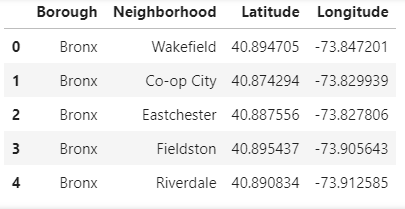 Borough Neighborhood Latitude Longitude
0 Bronx Wakefield 40.894705 -73.847201
1 Bronx Co-op City 40.874294 -73.829939
2 Bronx Eastchester 40.887556 -73.827806
3 Bronx Fieldston 40.895437 -73.905643
4 Bronx Riverdale 40.890834 -73.912585